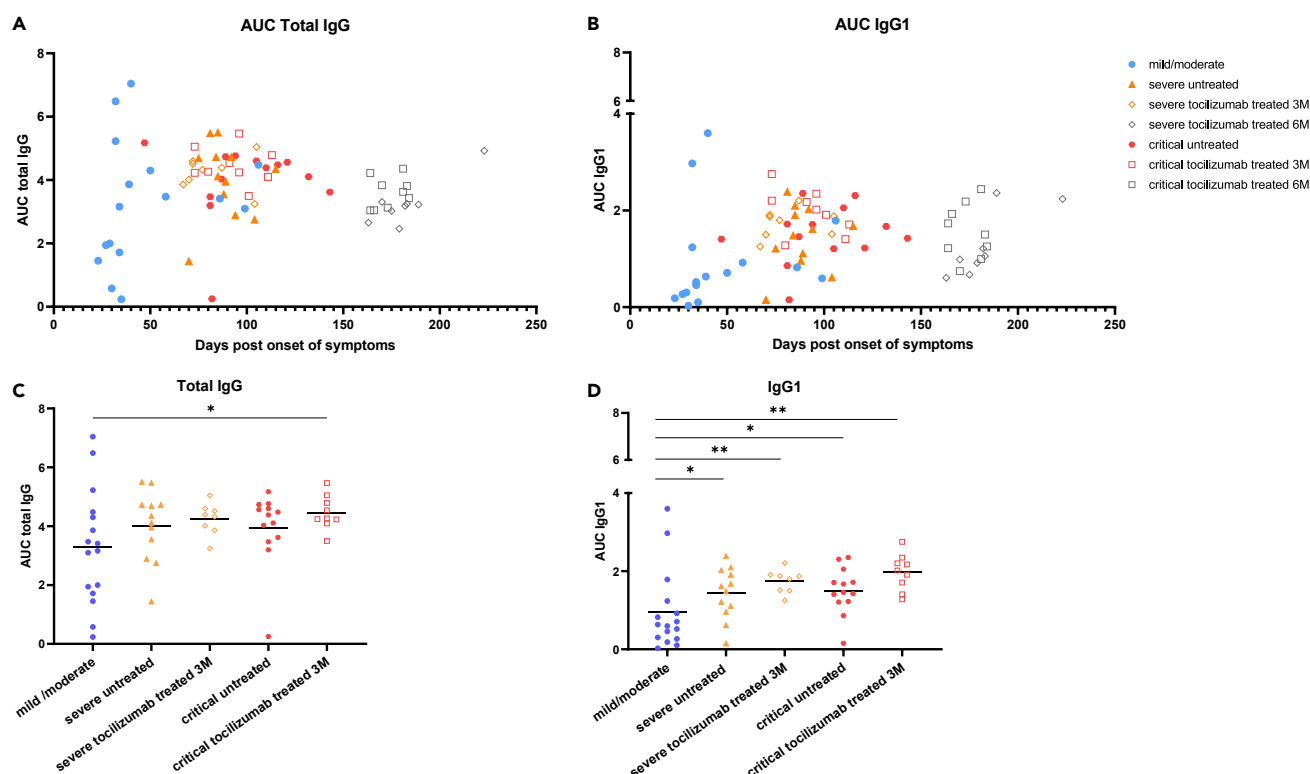 A
AUC Total IgG
8
6
4
2
0
AUC total IgG
0
50
100
150
200
250
Days post onset of symptoms
B
AUC IgG1
8
6
4
2
0
AUC IgG1
0
50
100
150
200
250
Days post onset of symptoms
mild/moderate
severe untreated
severe tocilizumab treated 3M
severe tocilizumab treated 6M
critical untreated
critical tocilizumab treated 3M
critical tocilizumab treated 6M
C
Total IgG
8
6
4
2
0
AUC total IgG
*
mild /moderate
severe untreated
severe tocilizumab treated 3M
critical untreated
critical tocilizumab treated 3M
D
IgG1
8
6
4
2
0
AUC IgG1
**
*
**
*
mild/moderate
severe untreated
severe tocilizumab treated 3M
critical untreated
critical tocilizumab treated 3M